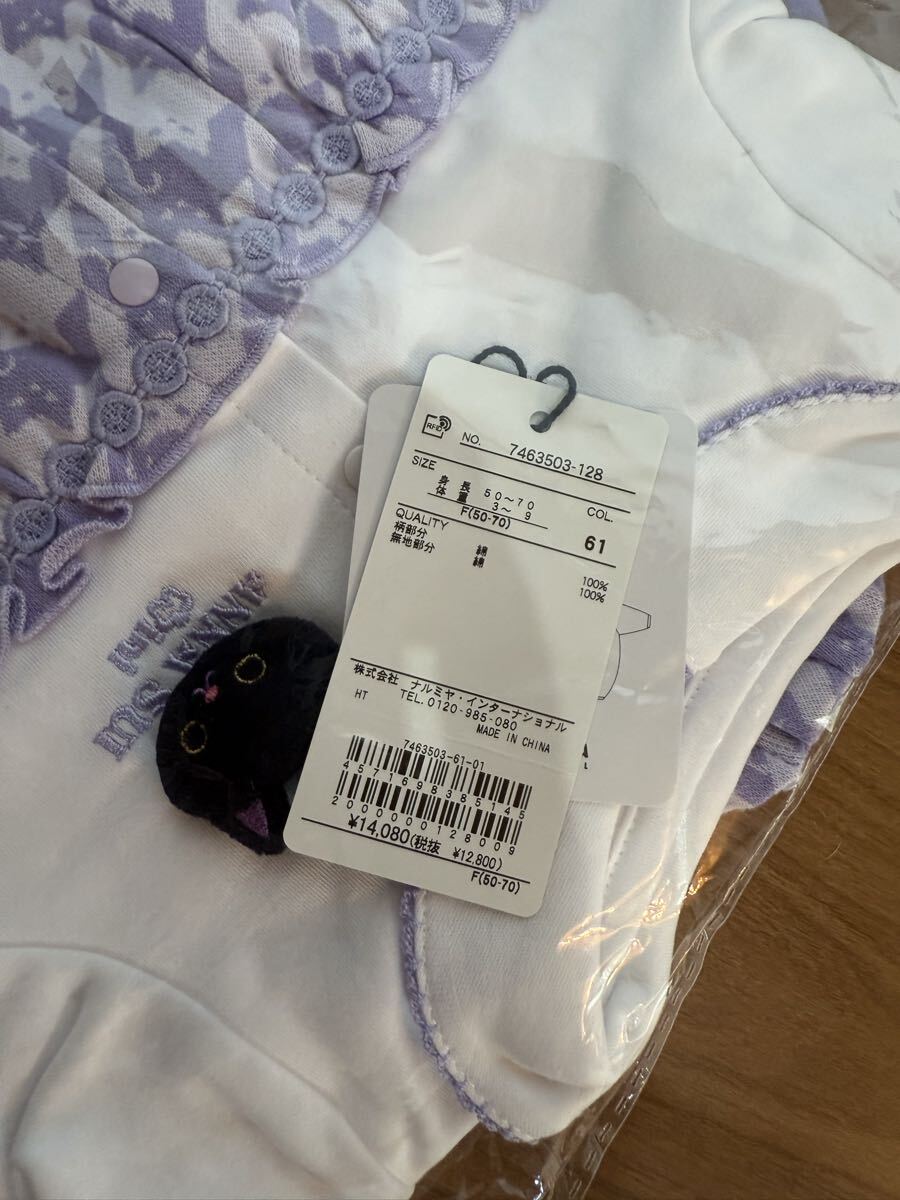 RFID
NO. 7463503-128
SIZE
COL.
身長 50〜70
体重 3〜9
F(50-70)
61
QUALITY
柄部分 綿 100%
無地部分 綿 100%
株式会社 ナルミヤ・インターナショナル
HT TEL.0120-985-080
MADE IN CHINA
7463503-61-01
4571698385145
2000000128009
¥14,080(税抜 ¥12,800)
F(50-70)
mini